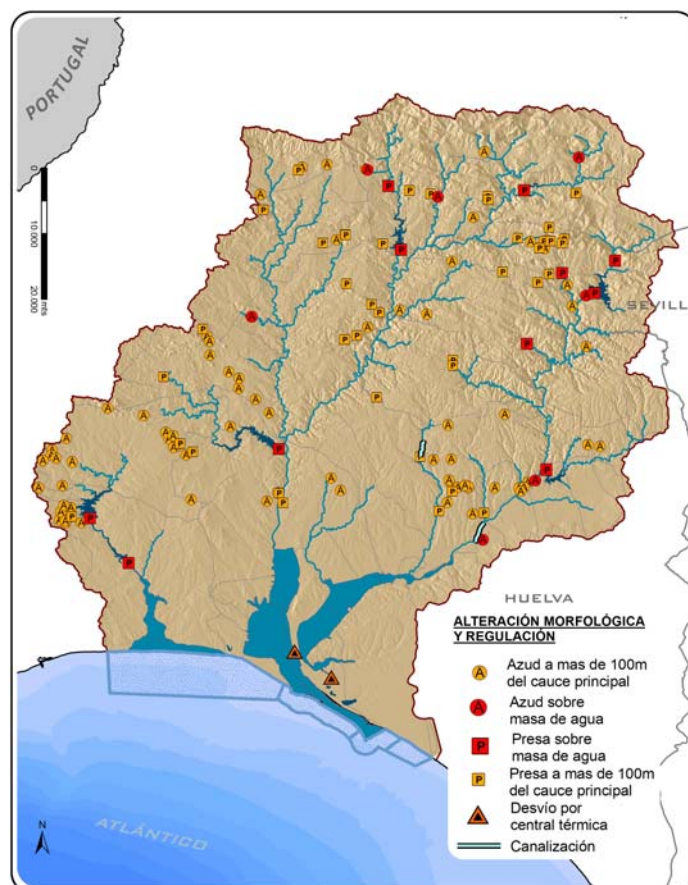 PORTUGAL
0
10.000
20.000
mts
SEVILL
HUELVA
ALTERACIÓN MORFOLÓGICA
Y REGULACIÓN
A Azud a mas de 100m
del cauce principal
A Azud sobre
masa de agua
P Presa sobre
masa de agua
P Presa a mas de 100m
del cauce principal
Desvío por
central térmica
Canalización
N
ATLÁNTICO